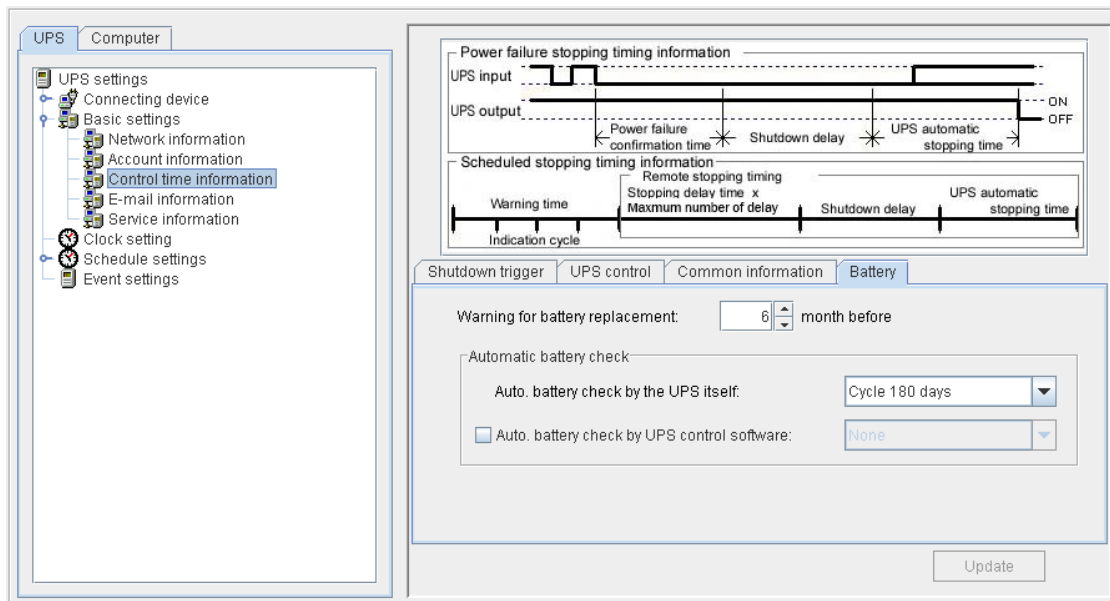 UPS
Computer
UPS settings
Connecting device
Basic settings
Network information
Account information
Control time information
E-mail information
Service information
Clock setting
Schedule settings
Event settings
Power failure stopping timing information
UPS input
UPS output
ON
OFF
Power failure
confirmation time
Shutdown delay
UPS automatic
stopping time
Scheduled stopping timing information
Remote stopping timing
Warning time
Stopping delay time x
Maxmum number of delay
Shutdown delay
UPS automatic
stopping time
Indication cycle
Shutdown trigger
UPS control
Common information
Battery
Warning for battery replacement: 6 month before
Automatic battery check
Auto. battery check by the UPS itself: Cycle 180 days
Auto. battery check by UPS control software: None
Update